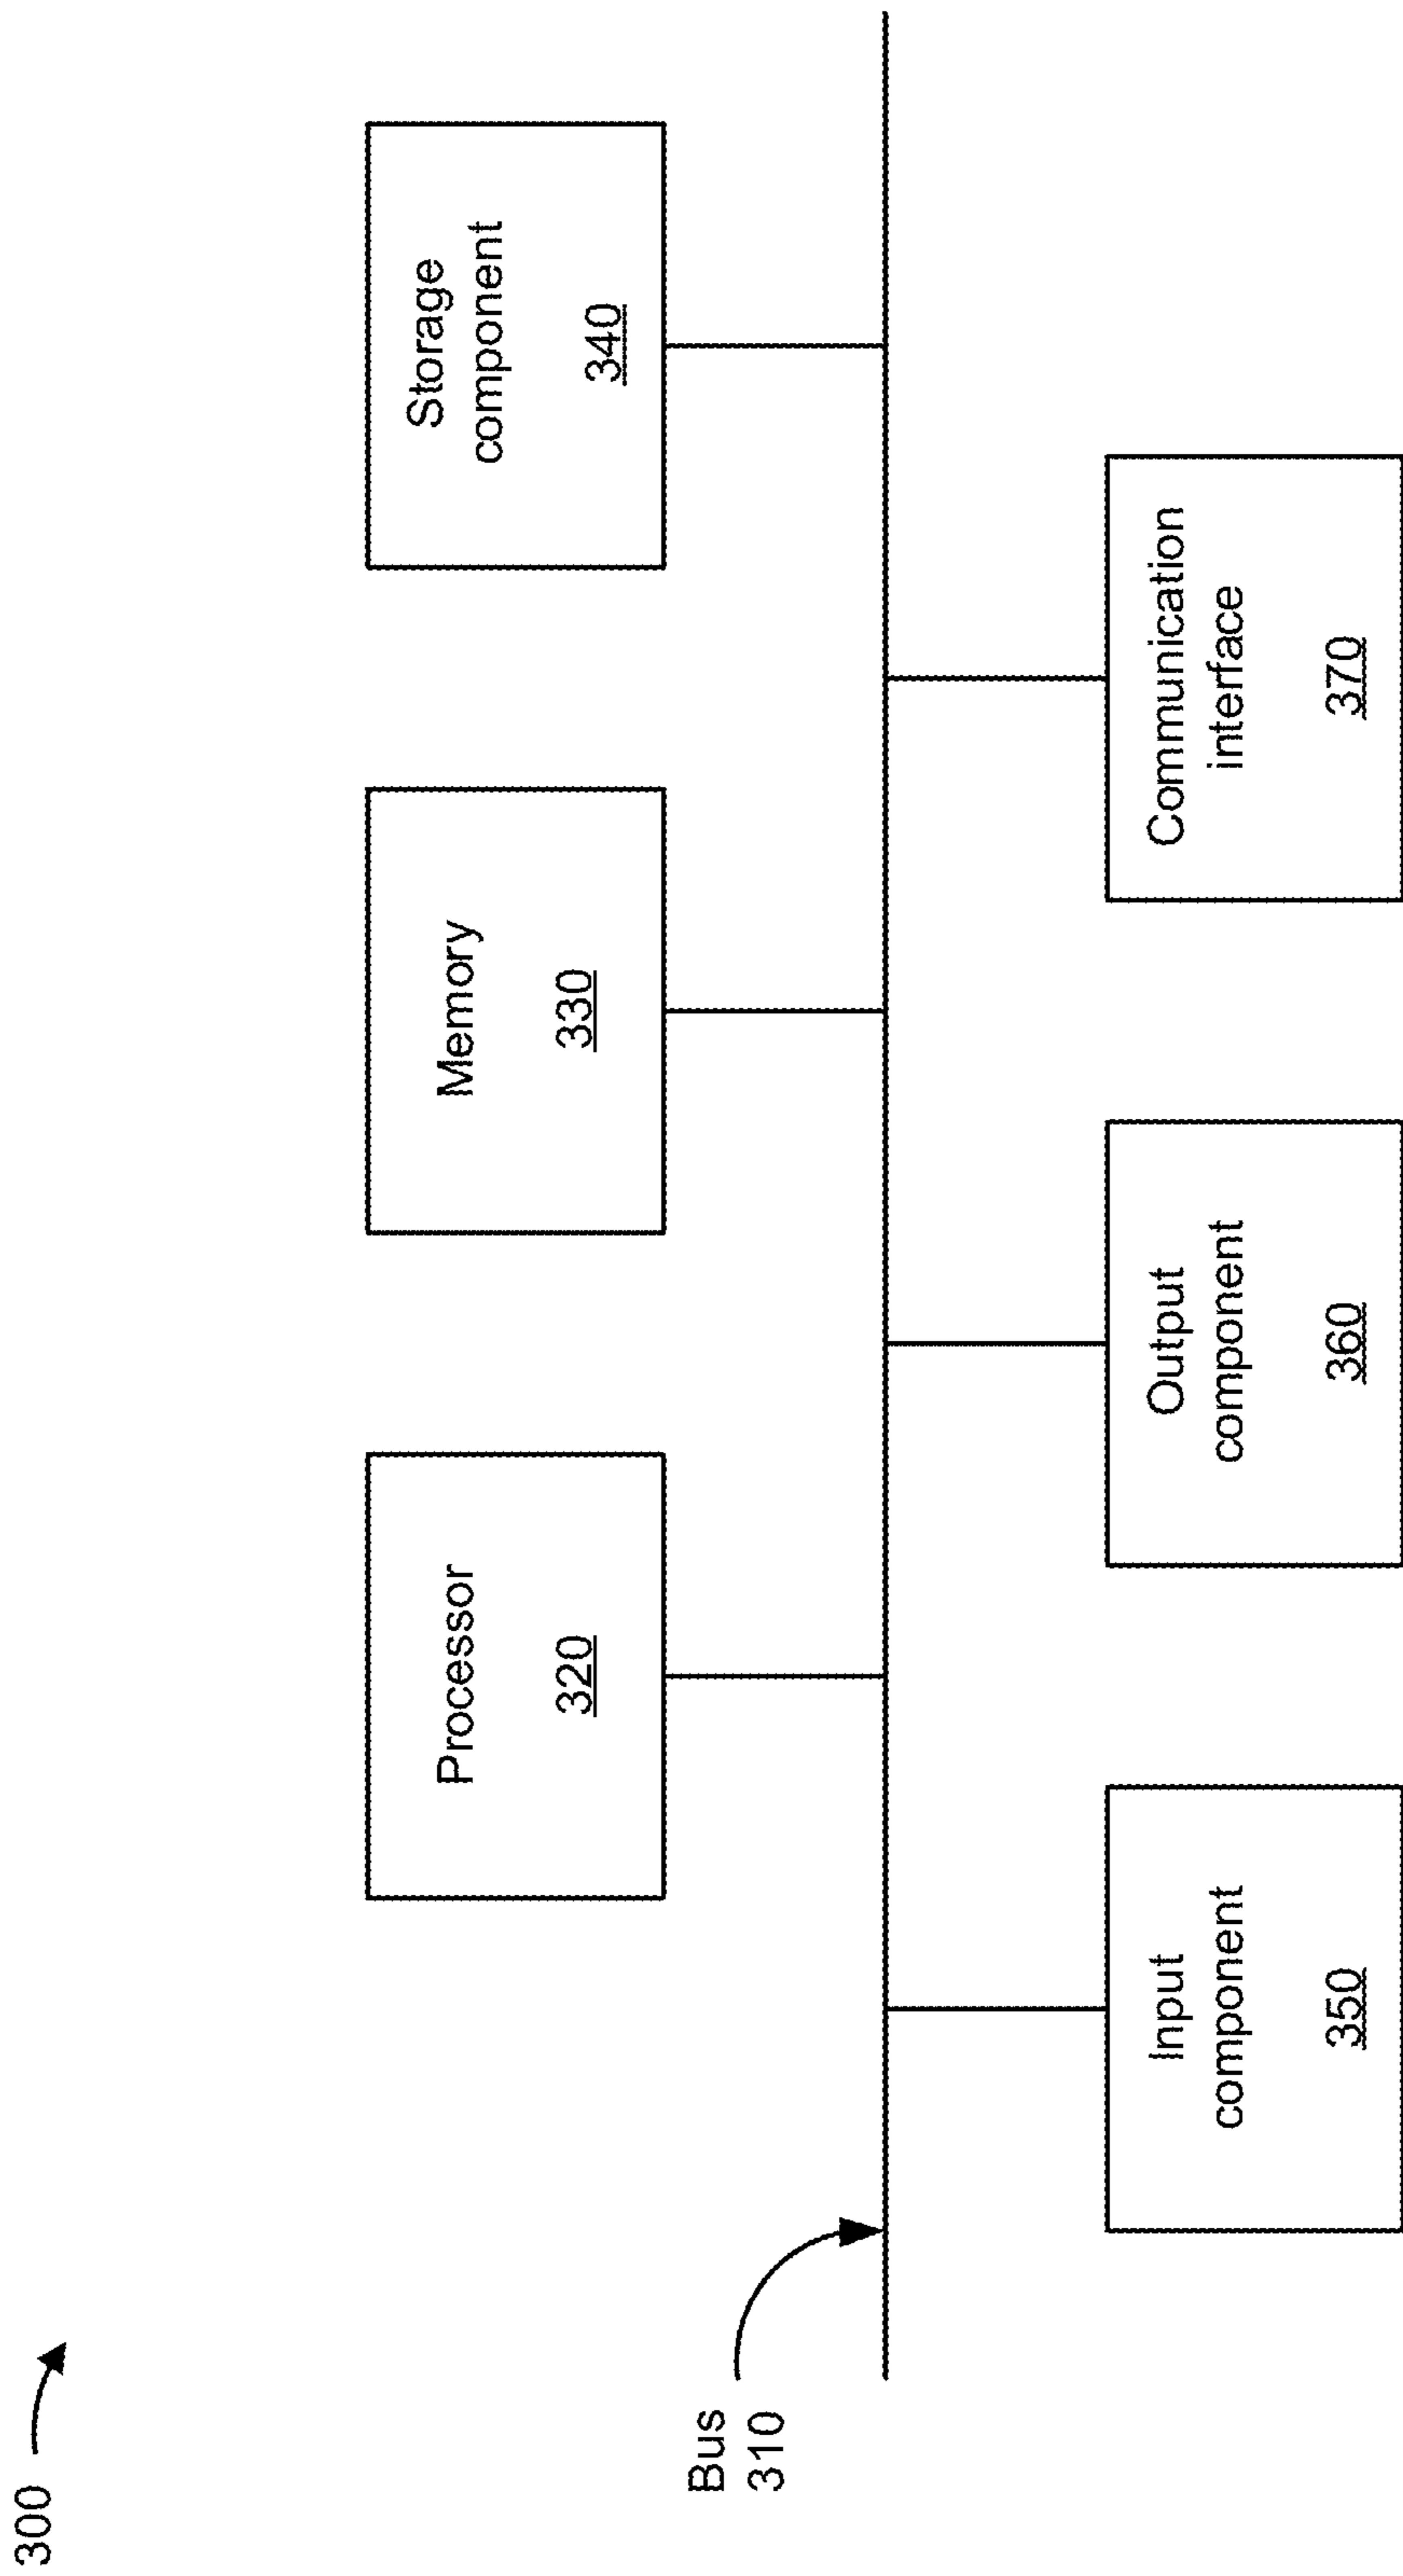 300
Processor
320
Memory
330
Storage
component
340
Bus
310
Input
component
350
Output
component
360
Communication
interface
370